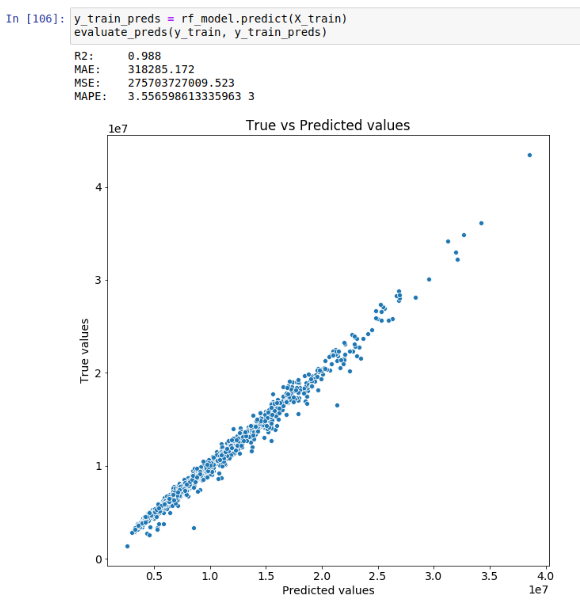 In [106]: y_train_preds = rf_model.predict(X_train)
evaluate_preds(y_train, y_train_preds)
R2: 0.988
MAE: 318285.172
MSE: 275703727009.523
MAPE: 3.556598613335963 3
True vs Predicted values
1e7
4
3
2
1
0
True values
0.5 1.0 1.5 2.0 2.5 3.0 3.5 4.0
1e7
Predicted values